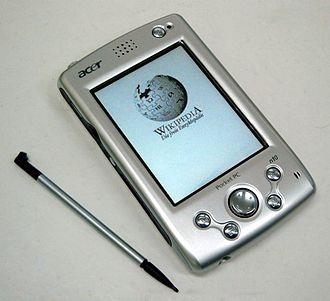 acer
WIKIPEDIA
Die freie Enzyklopädie
Pocket PC
n10